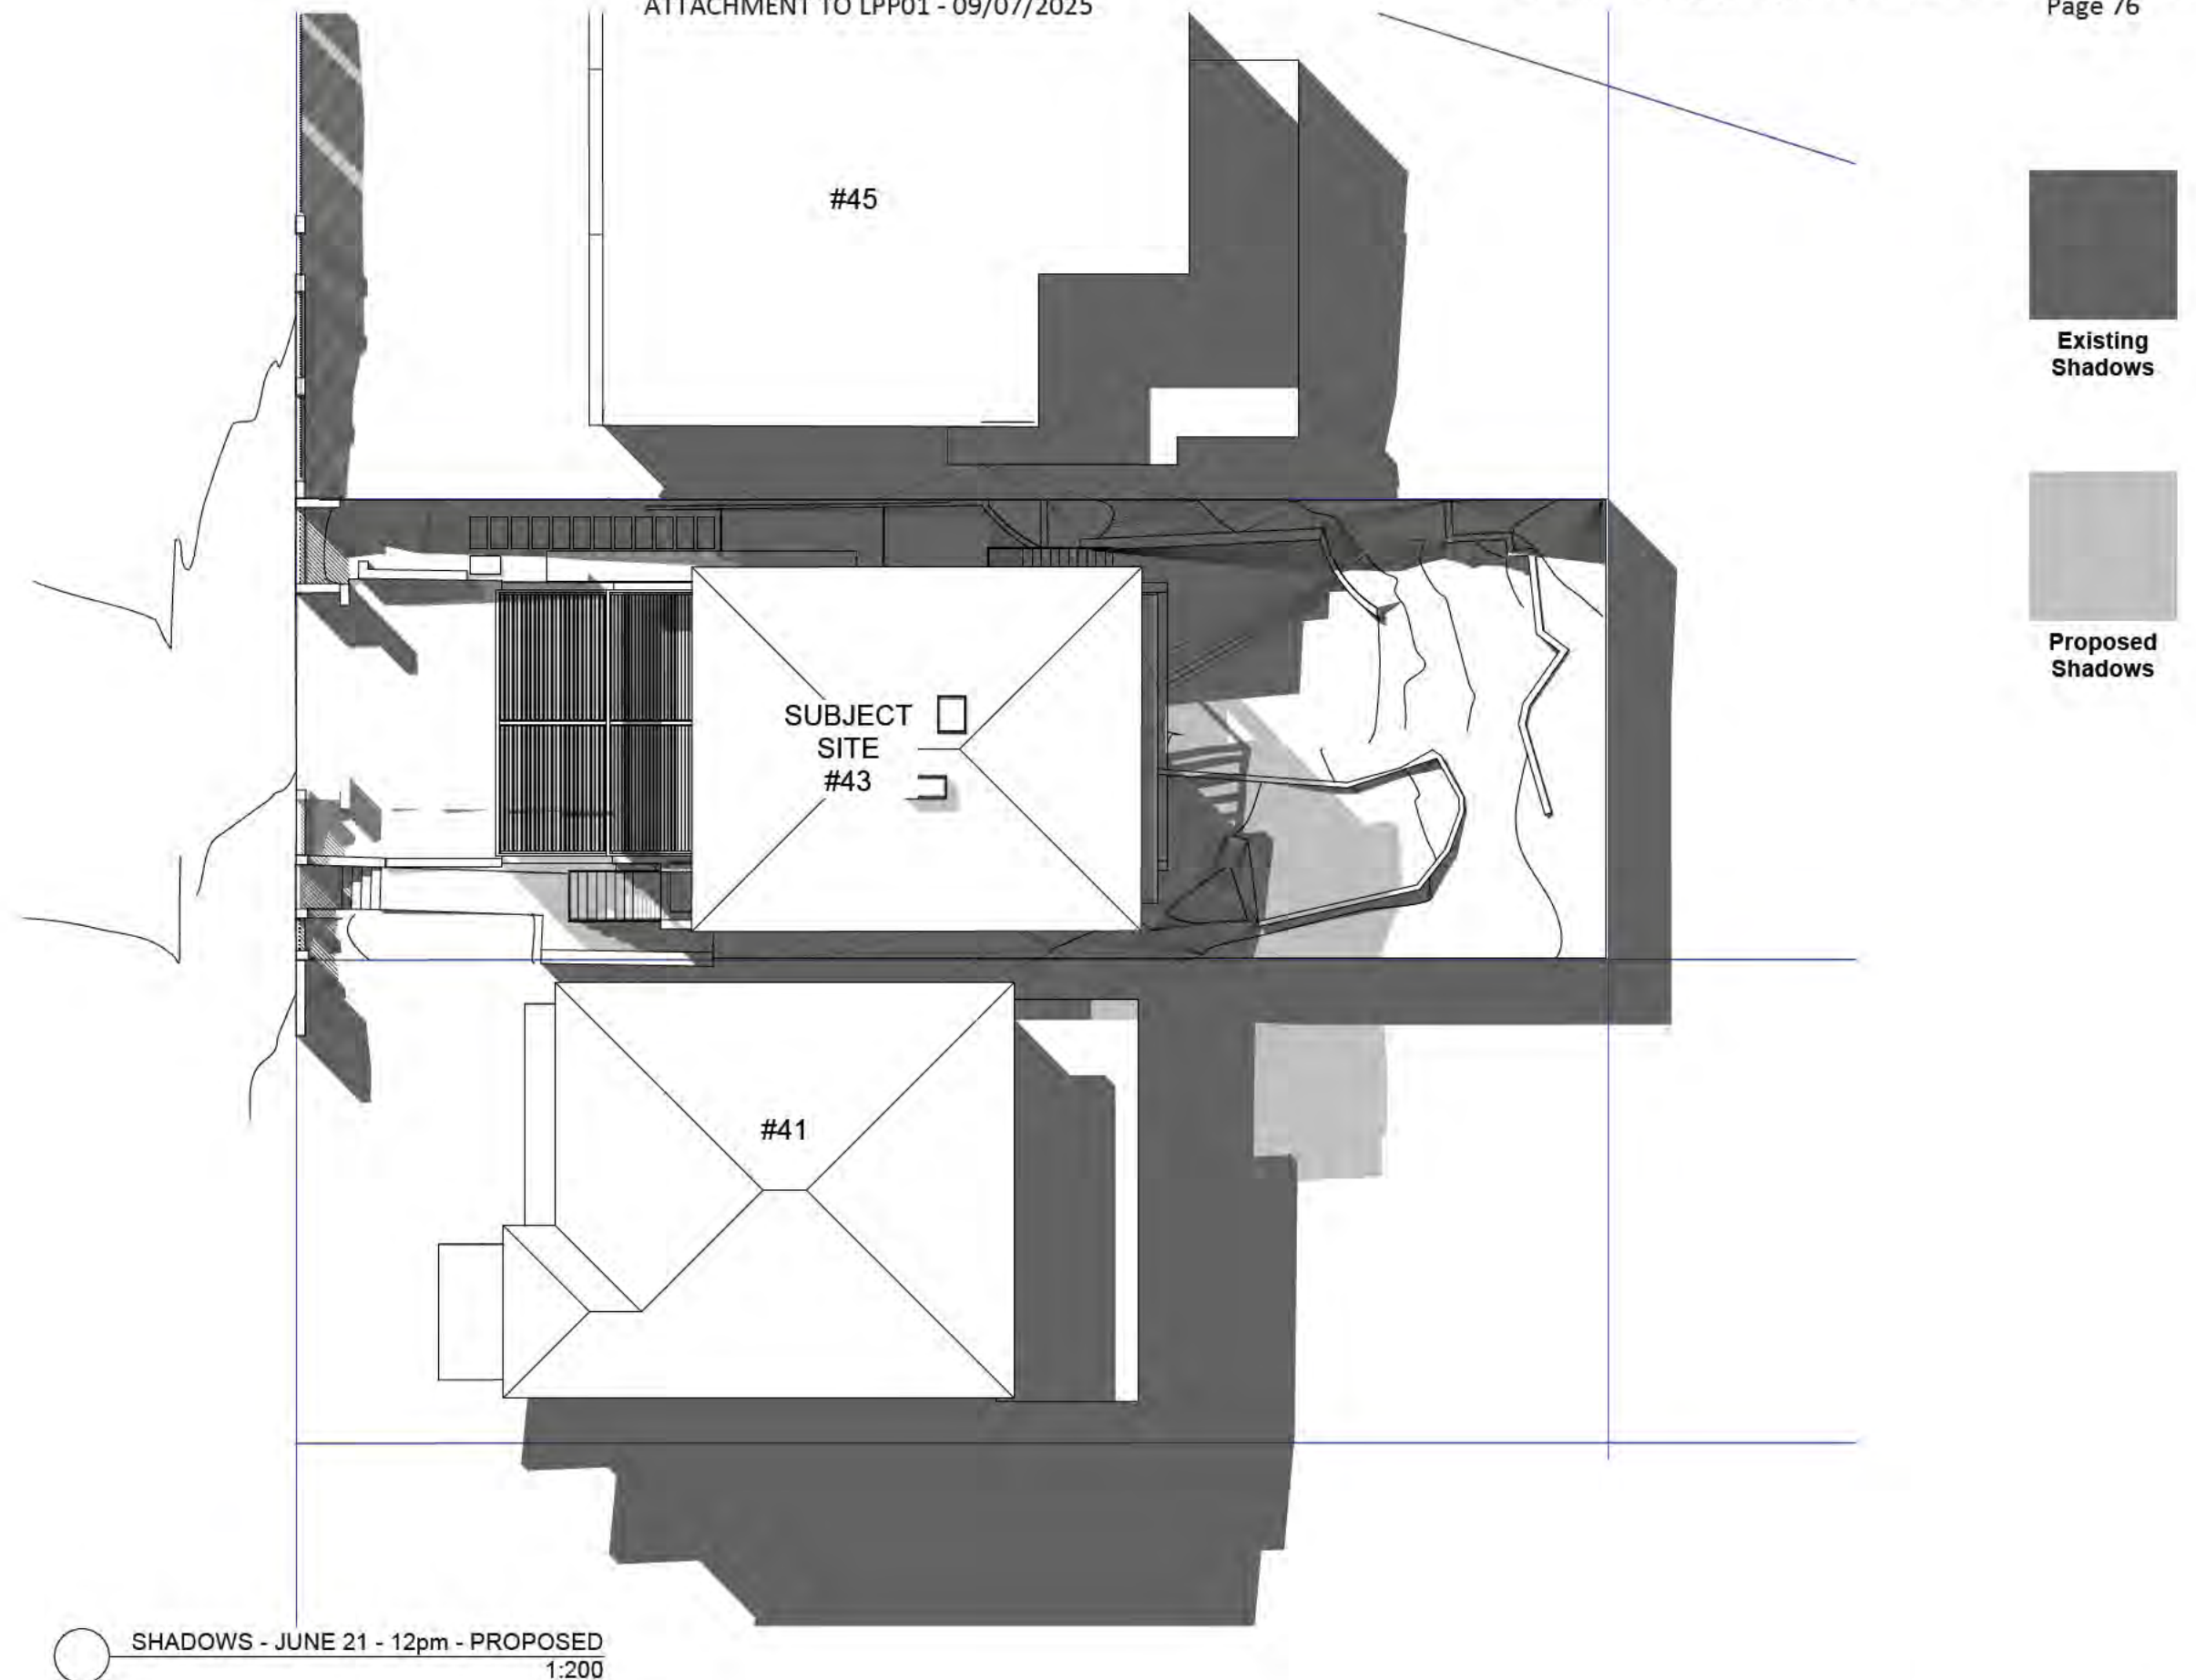 ATTACHMENT TO LPP01 - 09/07/2025
Page 76
#45
Existing
Shadows
Proposed
Shadows
SUBJECT
SITE
#43
#41
SHADOWS - JUNE 21 - 12pm - PROPOSED
1:200